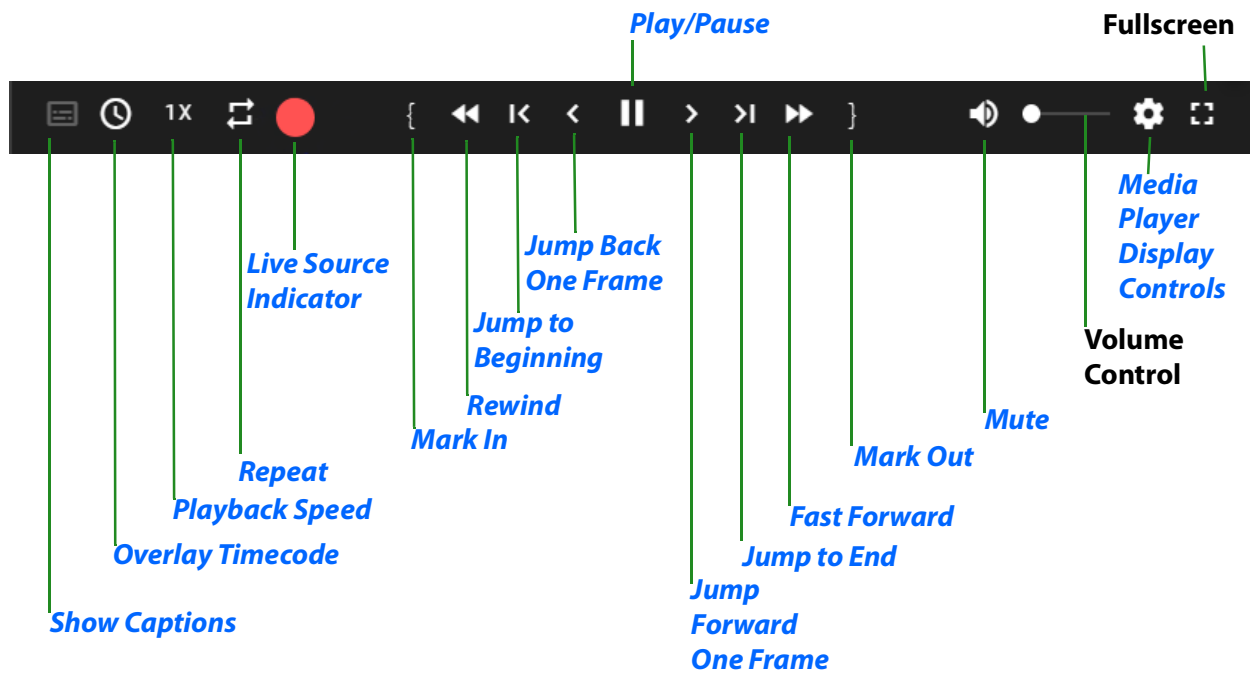 Play/Pause
Fullscreen
1X
{
}
Media
Player
Display
Controls
Live Source
Indicator
Jump Back
One Frame
Jump to
Beginning
Volume
Control
Rewind
Mute
Mark In
Mark Out
Repeat
Playback Speed
Fast Forward
Overlay Timecode
Jump to End
Jump
Forward
One Frame
Show Captions